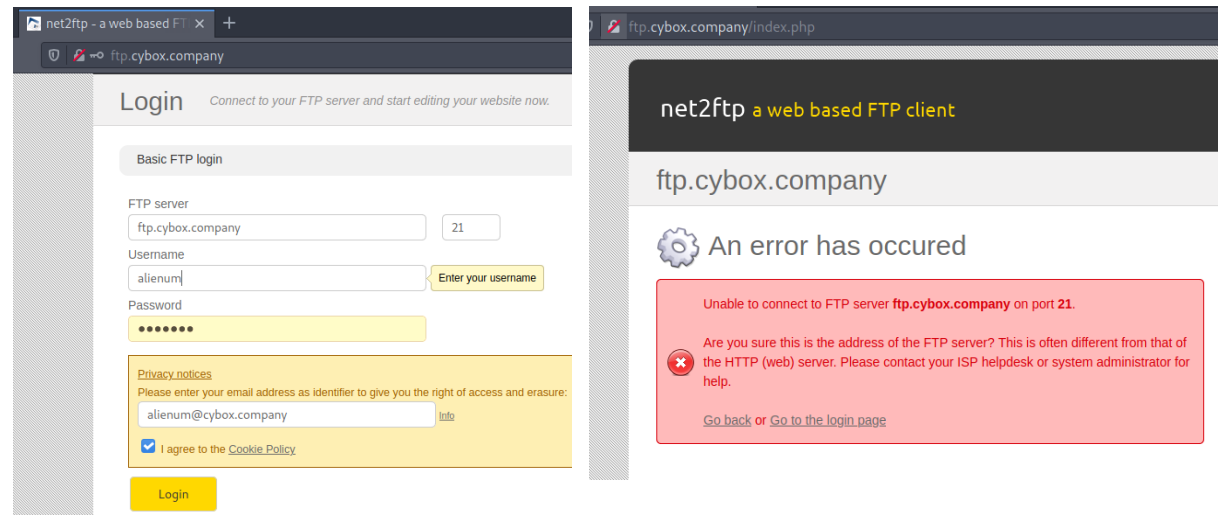 net2ftp - a web based FT
ftp.cybox.company
Login Connect to your FTP server and start editing your website now.
Basic FTP login
FTP server
ftp.cybox.company 21
Username
alienum Enter your username
Password
•••••••
Privacy notices
Please enter your email address as identifier to give you the right of access and erasure:
alienum@cybox.company Info
I agree to the Cookie Policy
Login
ftp.cybox.company/index.php
net2ftp a web based FTP client
ftp.cybox.company
An error has occured
Unable to connect to FTP server ftp.cybox.company on port 21.
Are you sure this is the address of the FTP server? This is often different from that of
the HTTP (web) server. Please contact your ISP helpdesk or system administrator for
help.
Go back or Go to the login page